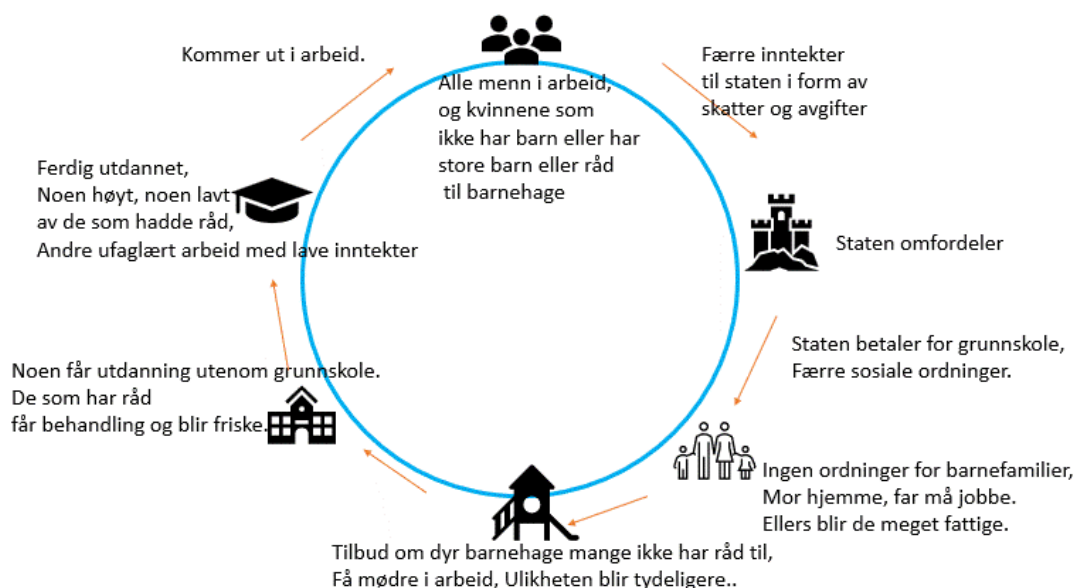 Alle menn i arbeid,
og kvinnene som
ikke har barn eller har
store barn eller råd
til barnehage
Færre inntekter
til staten i form av
skatter og avgifter
Staten omfordeler
Staten betaler for grunnskole,
Færre sosiale ordninger.
Ingen ordninger for barnefamilier,
Mor hjemme, far må jobbe.
Ellers blir de meget fattige.
Tilbud om dyr barnehage mange ikke har råd til,
Få mødre i arbeid, Ulikheten blir tydeligere..
Noen får utdanning utenom grunnskole.
De som har råd
får behandling og blir friske.
Ferdig utdannet,
Noen høyt, noen lavt
av de som hadde råd,
Andre ufaglært arbeid med lave inntekter
Kommer ut i arbeid.